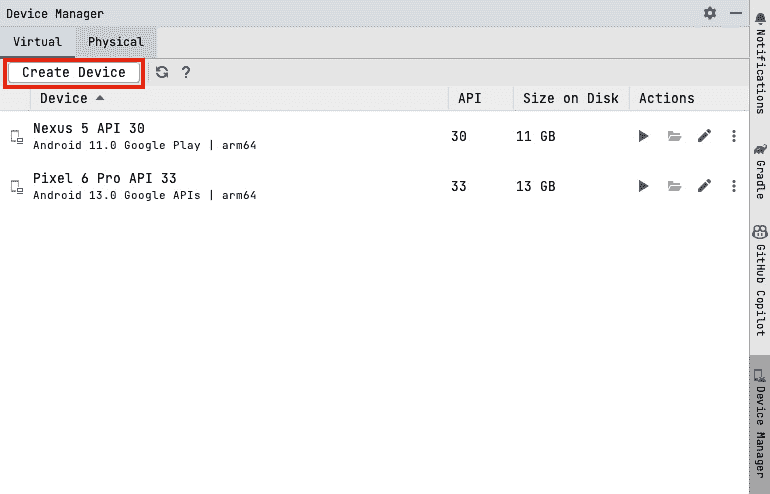 Device Manager
Virtual Physical
Create Device ?
Device API Size on Disk Actions
Nexus 5 API 30
Android 11.0 Google Play | arm64
30 11 GB
Pixel 6 Pro API 33
Android 13.0 Google APIs | arm64
33 13 GB
Notifications
Gradle
GitHub Copilot
Device Manager